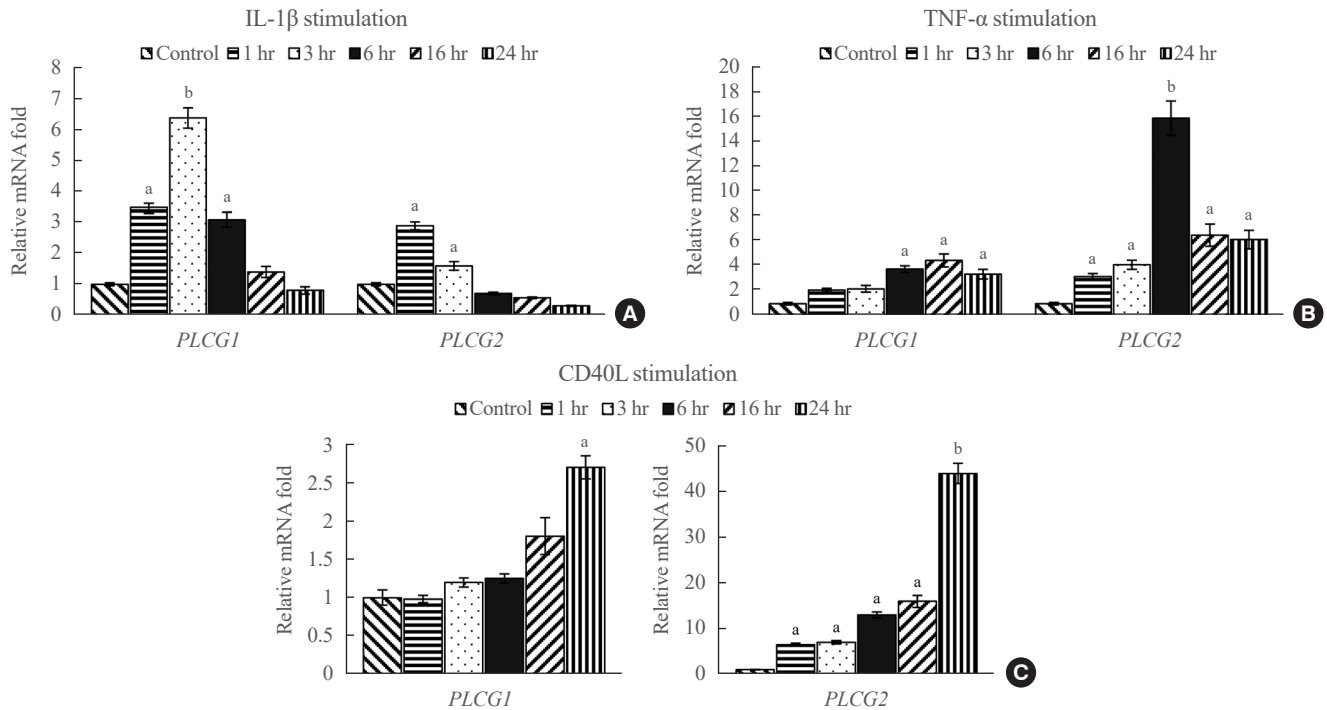 IL-1β stimulation
Control 1 hr 3 hr 6 hr 16 hr 24 hr
Relative mRNA fold
8
7
6
5
4
3
2
1
0
a
b
a
a
a
PLCG1
PLCG2
A
TNF-α stimulation
Control 1 hr 3 hr 6 hr 16 hr 24 hr
Relative mRNA fold
20
18
16
14
12
10
8
6
4
2
0
a
a
a
a
a
b
a
a
PLCG1
PLCG2
B
CD40L stimulation
Control 1 hr 3 hr 6 hr 16 hr 24 hr
Relative mRNA fold
3
2.5
2
1.5
1
0.5
0
a
PLCG1
Relative mRNA fold
50
40
30
20
10
0
a
a
a
a
b
PLCG2
C